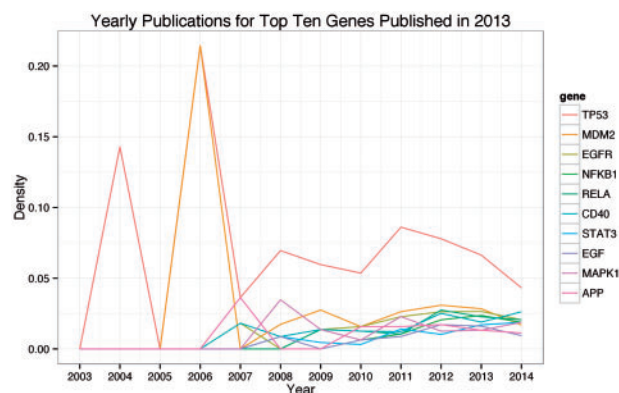 Yearly Publications for Top Ten Genes Published in 2013
0.20
0.15
0.10
0.05
0.00
Density
2003 2004 2005 2006 2007 2008 2009 2010 2011 2012 2013 2014
Year
gene
TP53
MDM2
EGFR
NFKB1
RELA
CD40
STAT3
EGF
MAPK1
APP